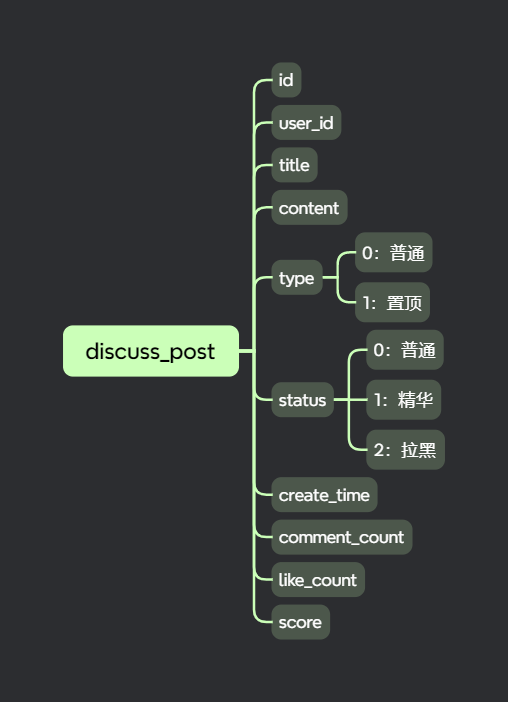 discuss_post
id
user_id
title
content
type
0：普通
1：置顶
status
0：普通
1：精华
2：拉黑
create_time
comment_count
like_count
score